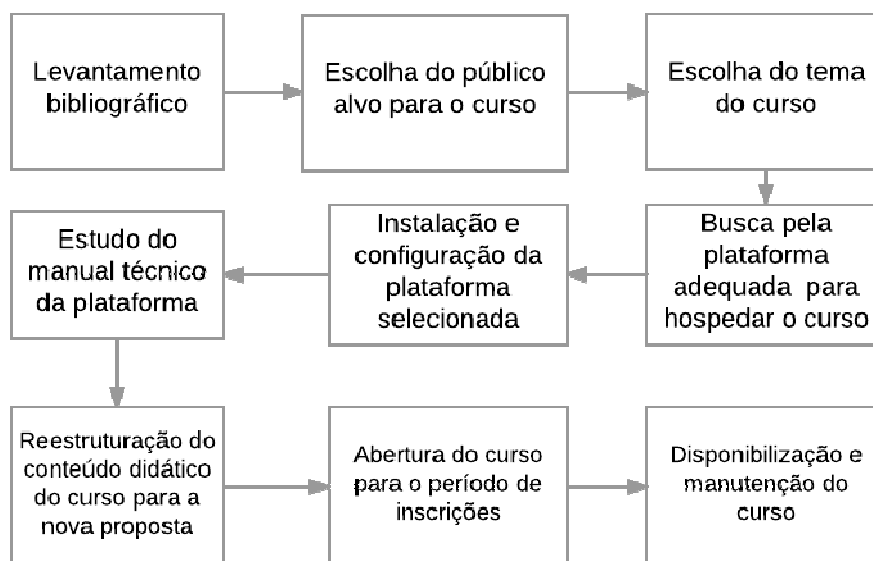 Levantamento
bibliográfico
Escolha do público
alvo para o curso
Escolha do tema
do curso
Busca pela
plataforma
adequada para
hospedar o curso
Instalação e
configuração da
plataforma
selecionada
Estudo do
manual técnico
da plataforma
Reestruturação do
conteúdo didático
do curso para a
nova proposta
Abertura do curso
para o período de
inscrições
Disponibilização e
manutenção do
curso